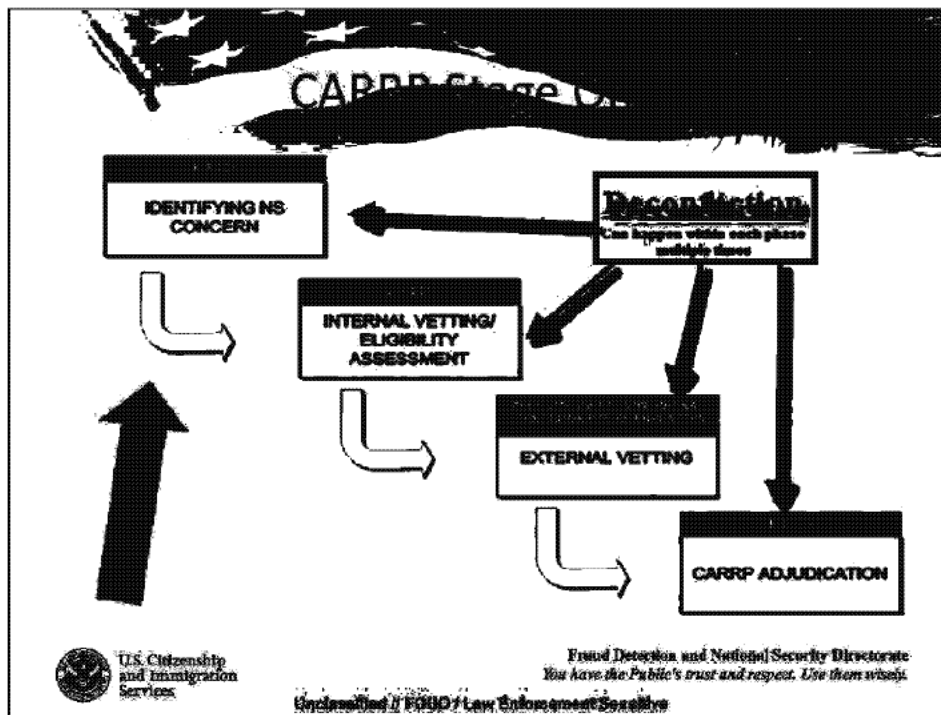 CARRP Stage
IDENTIFYING NS
CONCERN
Deconfliction
Can happen within each phase
multiple times
INTERNAL VETTING/
ELIGIBILITY
ASSESSMENT
EXTERNAL VETTING
CARRP ADJUDICATION
U.S. Citizenship
and Immigration
Services
Fraud Detection and National Security Directorate
You have the Public's trust and respect. Use them wisely.
Unclassified // FOUO / Law Enforcement Sensitive